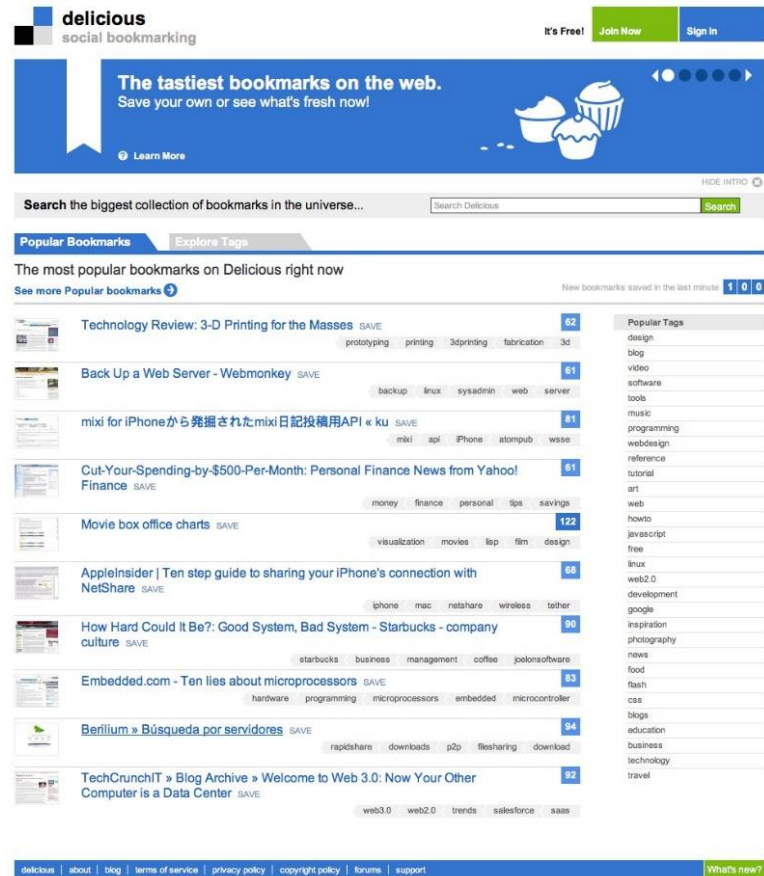 delicious
social bookmarking
It's Free!
Join Now
Sign In
The tastiest bookmarks on the web.
Save your own or see what's fresh now!
Learn More
HIDE INTRO
Search the biggest collection of bookmarks in the universe...
Search Delicious
Search
Popular Bookmarks
Explore Tags
The most popular bookmarks on Delicious right now
See more Popular bookmarks
New bookmarks saved in the last minute 1 0 0
Technology Review: 3-D Printing for the Masses SAVE
62
prototyping printing 3dprinting fabrication 3d
Back Up a Web Server - Webmonkey SAVE
61
backup linux sysadmin web server
mixi for iPhoneから発掘されたmixi日記投稿用API « ku SAVE
81
mixi api iPhone atompub wsse
Cut-Your-Spending-by-$500-Per-Month: Personal Finance News from Yahoo!
Finance SAVE
61
money finance personal tips savings
Movie box office charts SAVE
122
visualization movies lisp film design
AppleInsider | Ten step guide to sharing your iPhone's connection with
NetShare SAVE
68
iphone mac netshare wireless tether
How Hard Could It Be?: Good System, Bad System - Starbucks - company
culture SAVE
90
starbucks business management coffee joelonsoftware
Embedded.com - Ten lies about microprocessors SAVE
83
hardware programming microprocessors embedded microcontroller
Berilium » Búsqueda por servidores SAVE
94
rapidshare downloads p2p filesharing download
TechCrunchIT » Blog Archive » Welcome to Web 3.0: Now Your Other
Computer is a Data Center SAVE
92
web3.0 web2.0 trends salesforce saas
Popular Tags
design
blog
video
software
tools
music
programming
webdesign
reference
tutorial
art
web
howto
javascript
free
linux
web2.0
development
google
inspiration
photography
news
food
flash
css
blogs
education
business
technology
travel
delicious | about | blog | terms of service | privacy policy | copyright policy | forums | support
What's new?